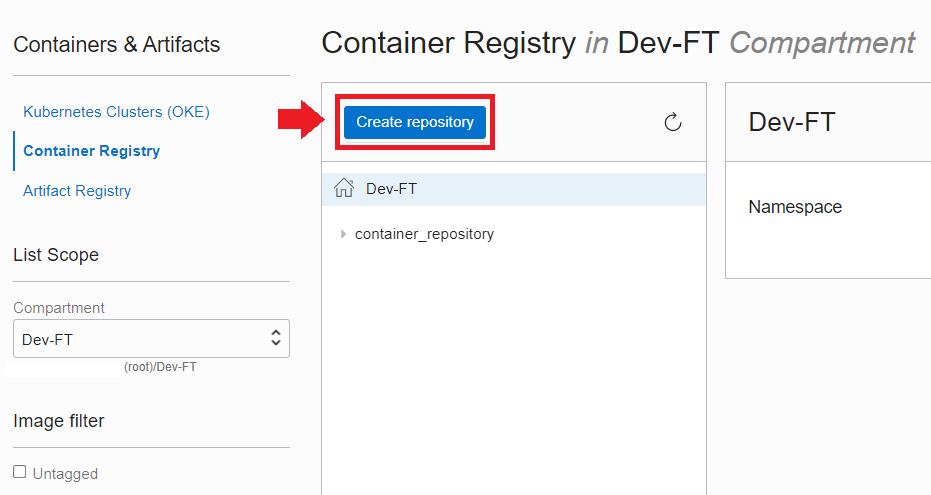 Containers & Artifacts
Kubernetes Clusters (OKE)
Container Registry
Artifact Registry
List Scope
Compartment
Dev-FT
(root)/Dev-FT
Image filter
Untagged
Container Registry in Dev-FT Compartment
Create repository
Dev-FT
container_repository
Dev-FT
Namespace